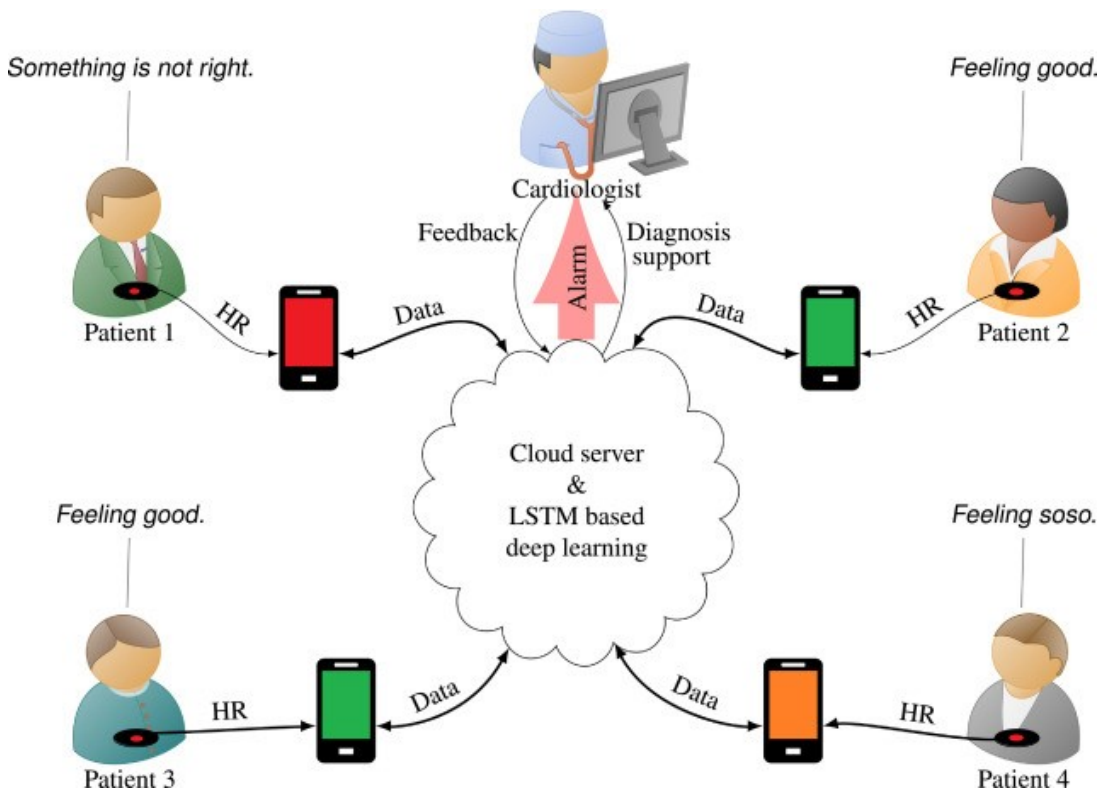 Something is not right.
Feeling good.
Cardiologist
Feedback
Diagnosis
support
Alarm
HR
Data
Data
HR
Patient 1
Patient 2
Cloud server
&
LSTM based
deep learning
Feeling good.
Feeling soso.
HR
Data
Data
HR
Patient 3
Patient 4